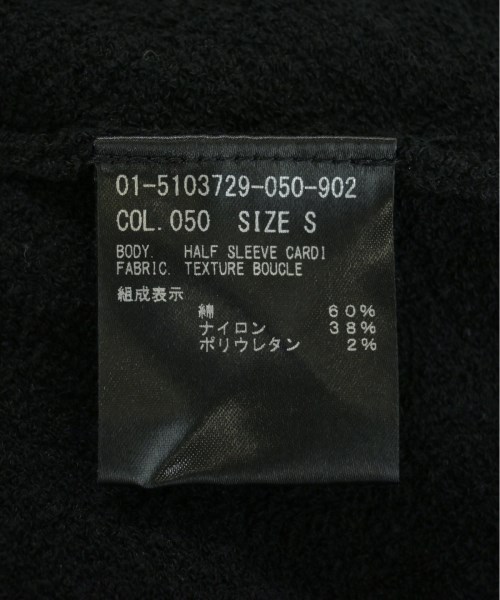 01-5103729-050-902
COL.050 SIZE S
BODY. HALF SLEEVE CARDI
FABRIC. TEXTURE BOUCLE
組成表示
綿 60%
ナイロン 38%
ポリウレタン 2%